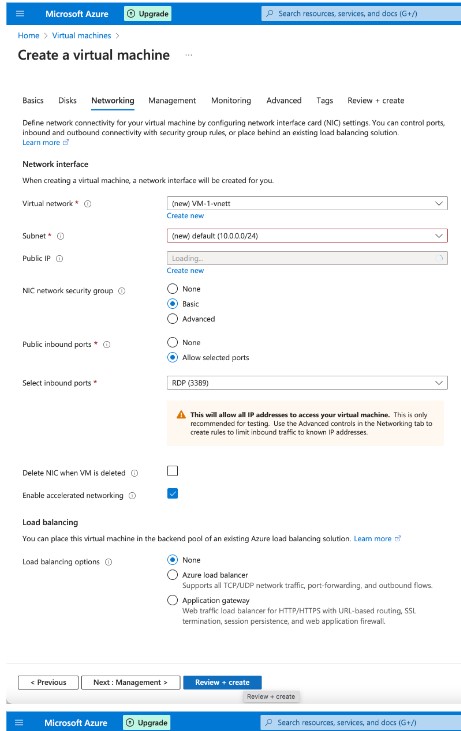 Microsoft Azure Upgrade Search resources, services, and docs (G+/)
Home > Virtual machines >
Create a virtual machine ...
Basics Disks Networking Management Monitoring Advanced Tags Review + create
Define network connectivity for your virtual machine by configuring network interface card (NIC) settings. You can control ports,
inbound and outbound connectivity with security group rules, or place behind an existing load balancing solution.
Learn more
Network interface
When creating a virtual machine, a network interface will be created for you.
Virtual network * (new) VM-1-vnett
Create new
Subnet * (new) default (10.0.0.0/24)
Public IP Loading...
Create new
NIC network security group None
Basic
Advanced
Public inbound ports * None
Allow selected ports
Select inbound ports * RDP (3389)
This will allow all IP addresses to access your virtual machine. This is only
recommended for testing. Use the Advanced controls in the Networking tab to
create rules to limit inbound traffic to known IP addresses.
Delete NIC when VM is deleted
Enable accelerated networking
Load balancing
You can place this virtual machine in the backend pool of an existing Azure load balancing solution. Learn more
Load balancing options None
Azure load balancer
Supports all TCP/UDP network traffic, port-forwarding, and outbound flows.
Application gateway
Web traffic load balancer for HTTP/HTTPS with URL-based routing, SSL
termination, session persistence, and web application firewall.
< Previous Next : Management > Review + create
Review + create
Microsoft Azure Upgrade Search resources, services, and docs (G+/)